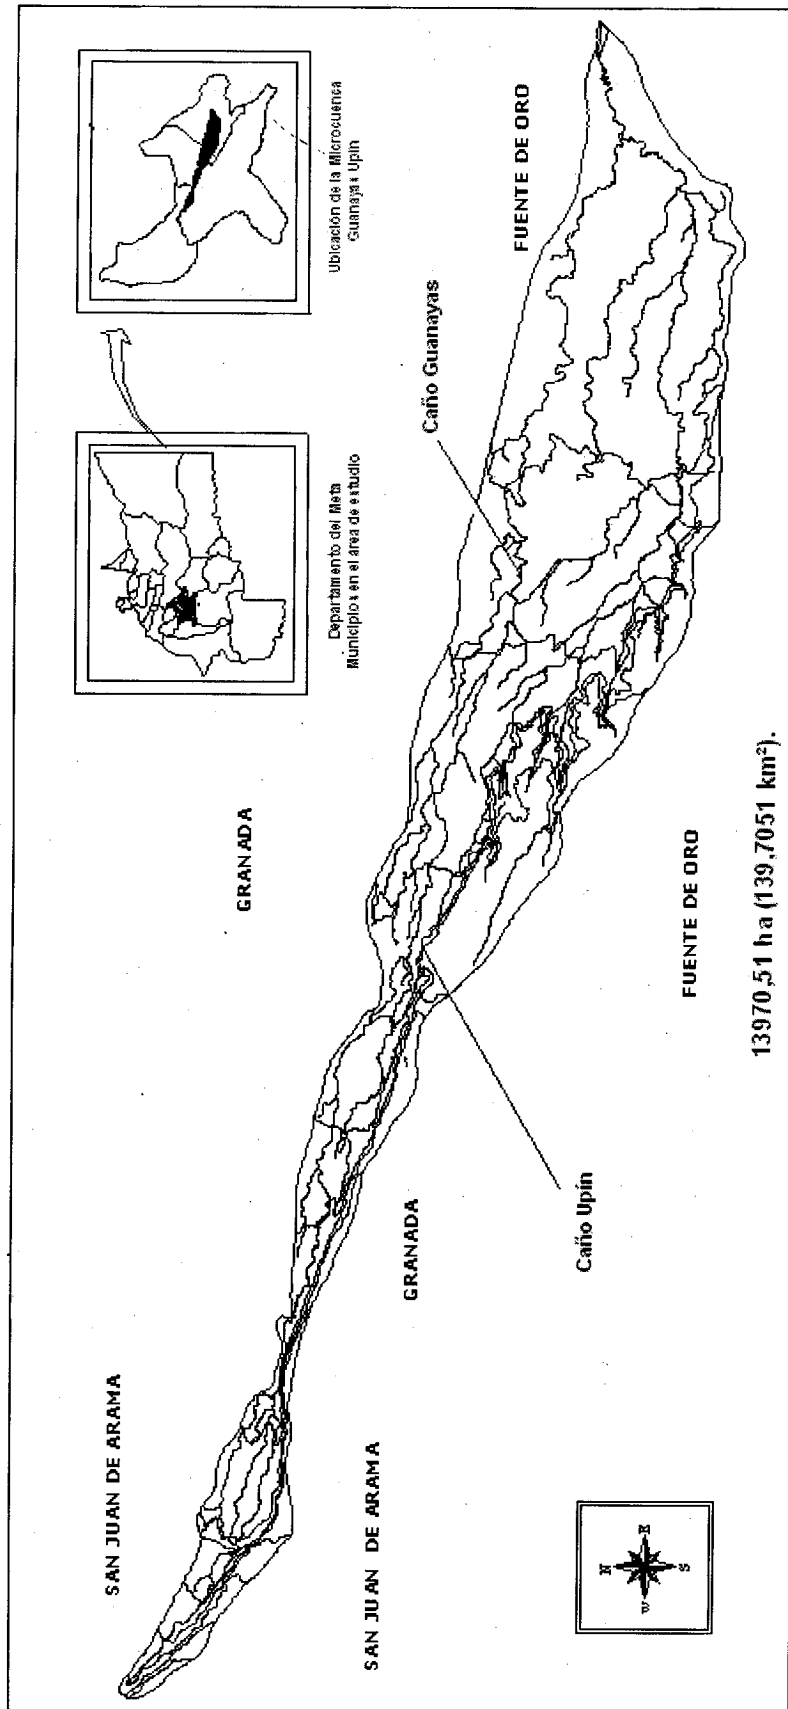 SAN JUAN DE ARAMA
GRANADA
Departamento del Meta
Municipios en el área de estudio
Ubicación de la Microcuenca
Guanayas Upín
Caño Guanayas
FUENTE DE ORO
SAN JUAN DE ARAMA
GRANADA
Caño Upín
FUENTE DE ORO
13970,51 ha (139,7051 km²).
N
W
E
S